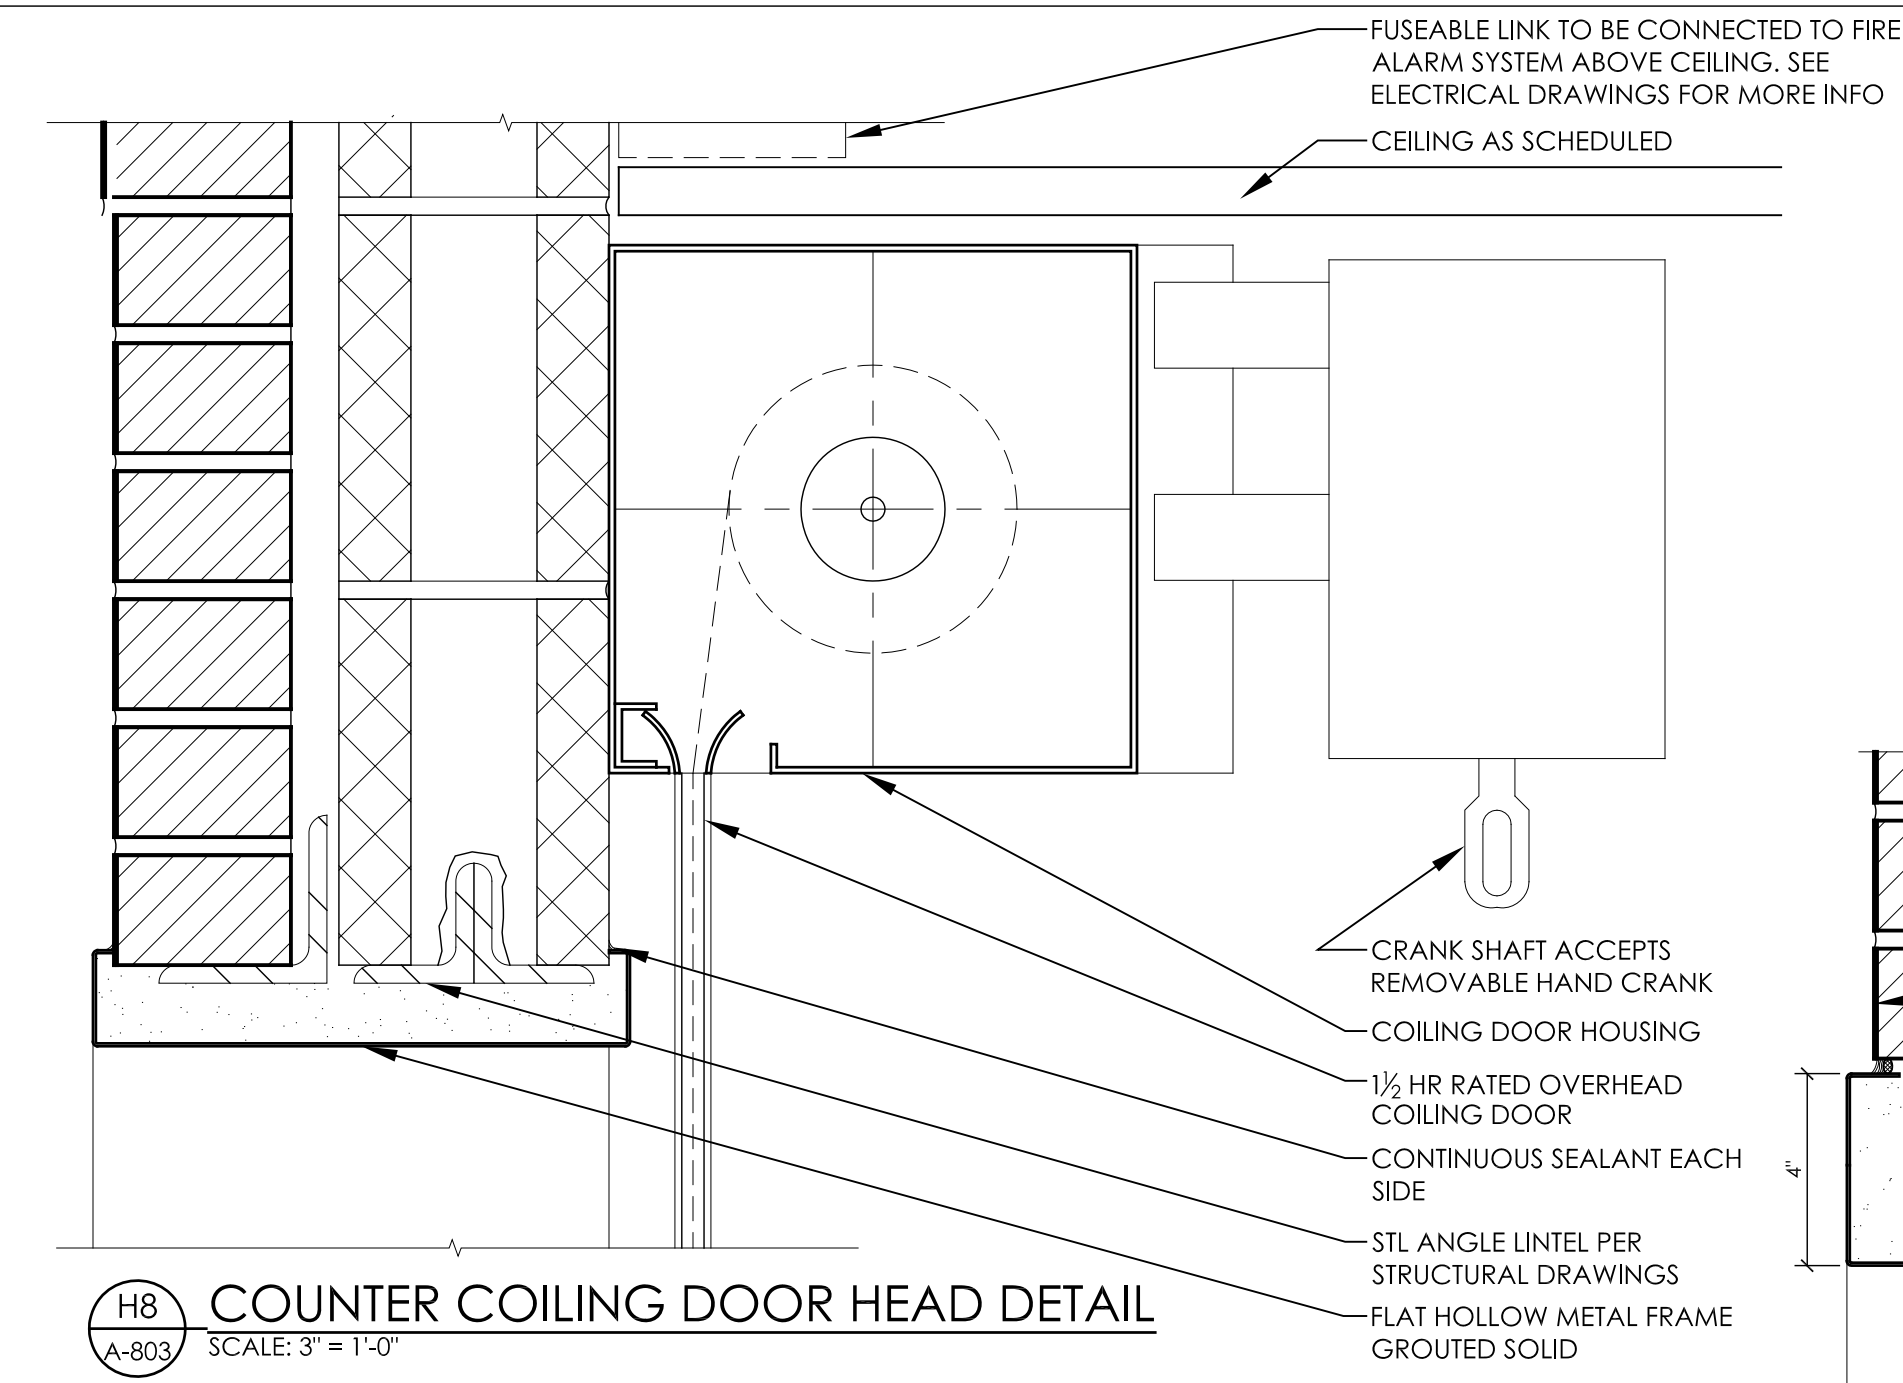 FUSEABLE LINK TO BE CONNECTED TO FIRE
ALARM SYSTEM ABOVE CEILING. SEE
ELECTRICAL DRAWINGS FOR MORE INFO
CEILING AS SCHEDULED
CRANK SHAFT ACCEPTS
REMOVABLE HAND CRANK
COILING DOOR HOUSING
1½ HR RATED OVERHEAD
COILING DOOR
CONTINUOUS SEALANT EACH
SIDE
STL ANGLE LINTEL PER
STRUCTURAL DRAWINGS
FLAT HOLLOW METAL FRAME
GROUTED SOLID
4"
H8
A-803
COUNTER COILING DOOR HEAD DETAIL
SCALE: 3" = 1'-0"